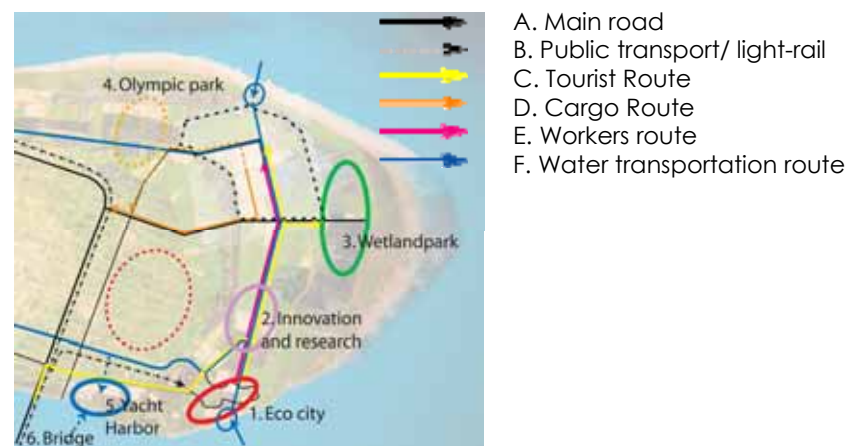 A. Main road
B. Public transport/ light-rail
C. Tourist Route
D. Cargo Route
E. Workers route
F. Water transportation route
4. Olympic park
3. Wetlandpark
2. Innovation
and research
1. Eco city
5. Yacht
Harbor
6. Bridge